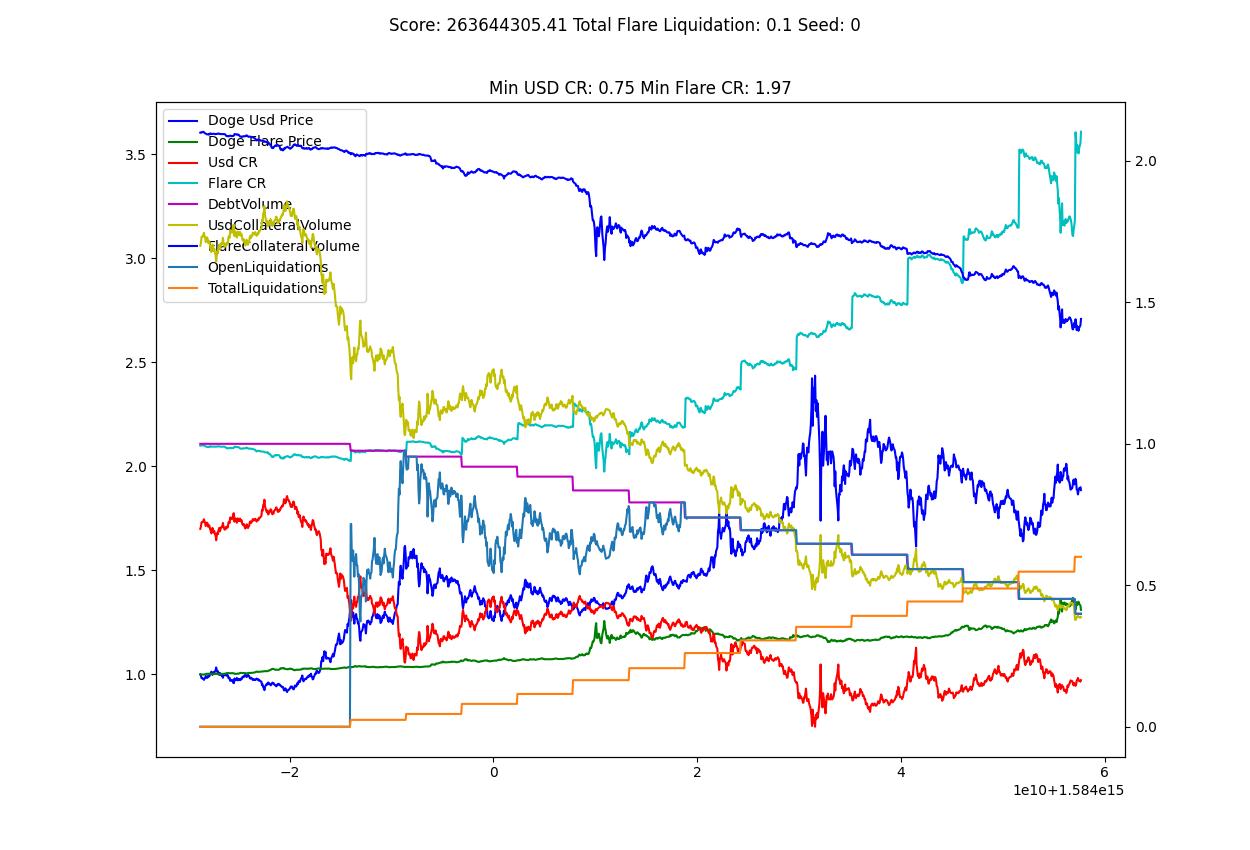 Score: 263644305.41 Total Flare Liquidation: 0.1 Seed: 0
Min USD CR: 0.75 Min Flare CR: 1.97
Doge Usd Price
Doge Flare Price
Usd CR
Flare CR
DebtVolume
UsdCollateralVolume
FlareCollateralVolume
OpenLiquidations
TotalLiquidations
3.5
3.0
2.5
2.0
1.5
1.0
2.0
1.5
1.0
0.5
0.0
−2
0
2
4
6
1e10+1.584e15